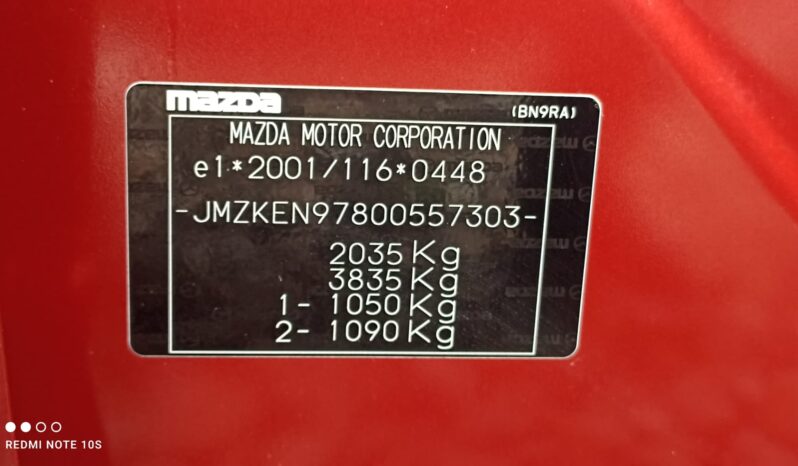 mazda
(BN9RA)
MAZDA MOTOR CORPORATION
e1*2001/116*0448
-JMZKEN97800557303-
2035 Kg
3835 Kg
1- 1050 Kg
2- 1090 Kg
REDMI NOTE 10S